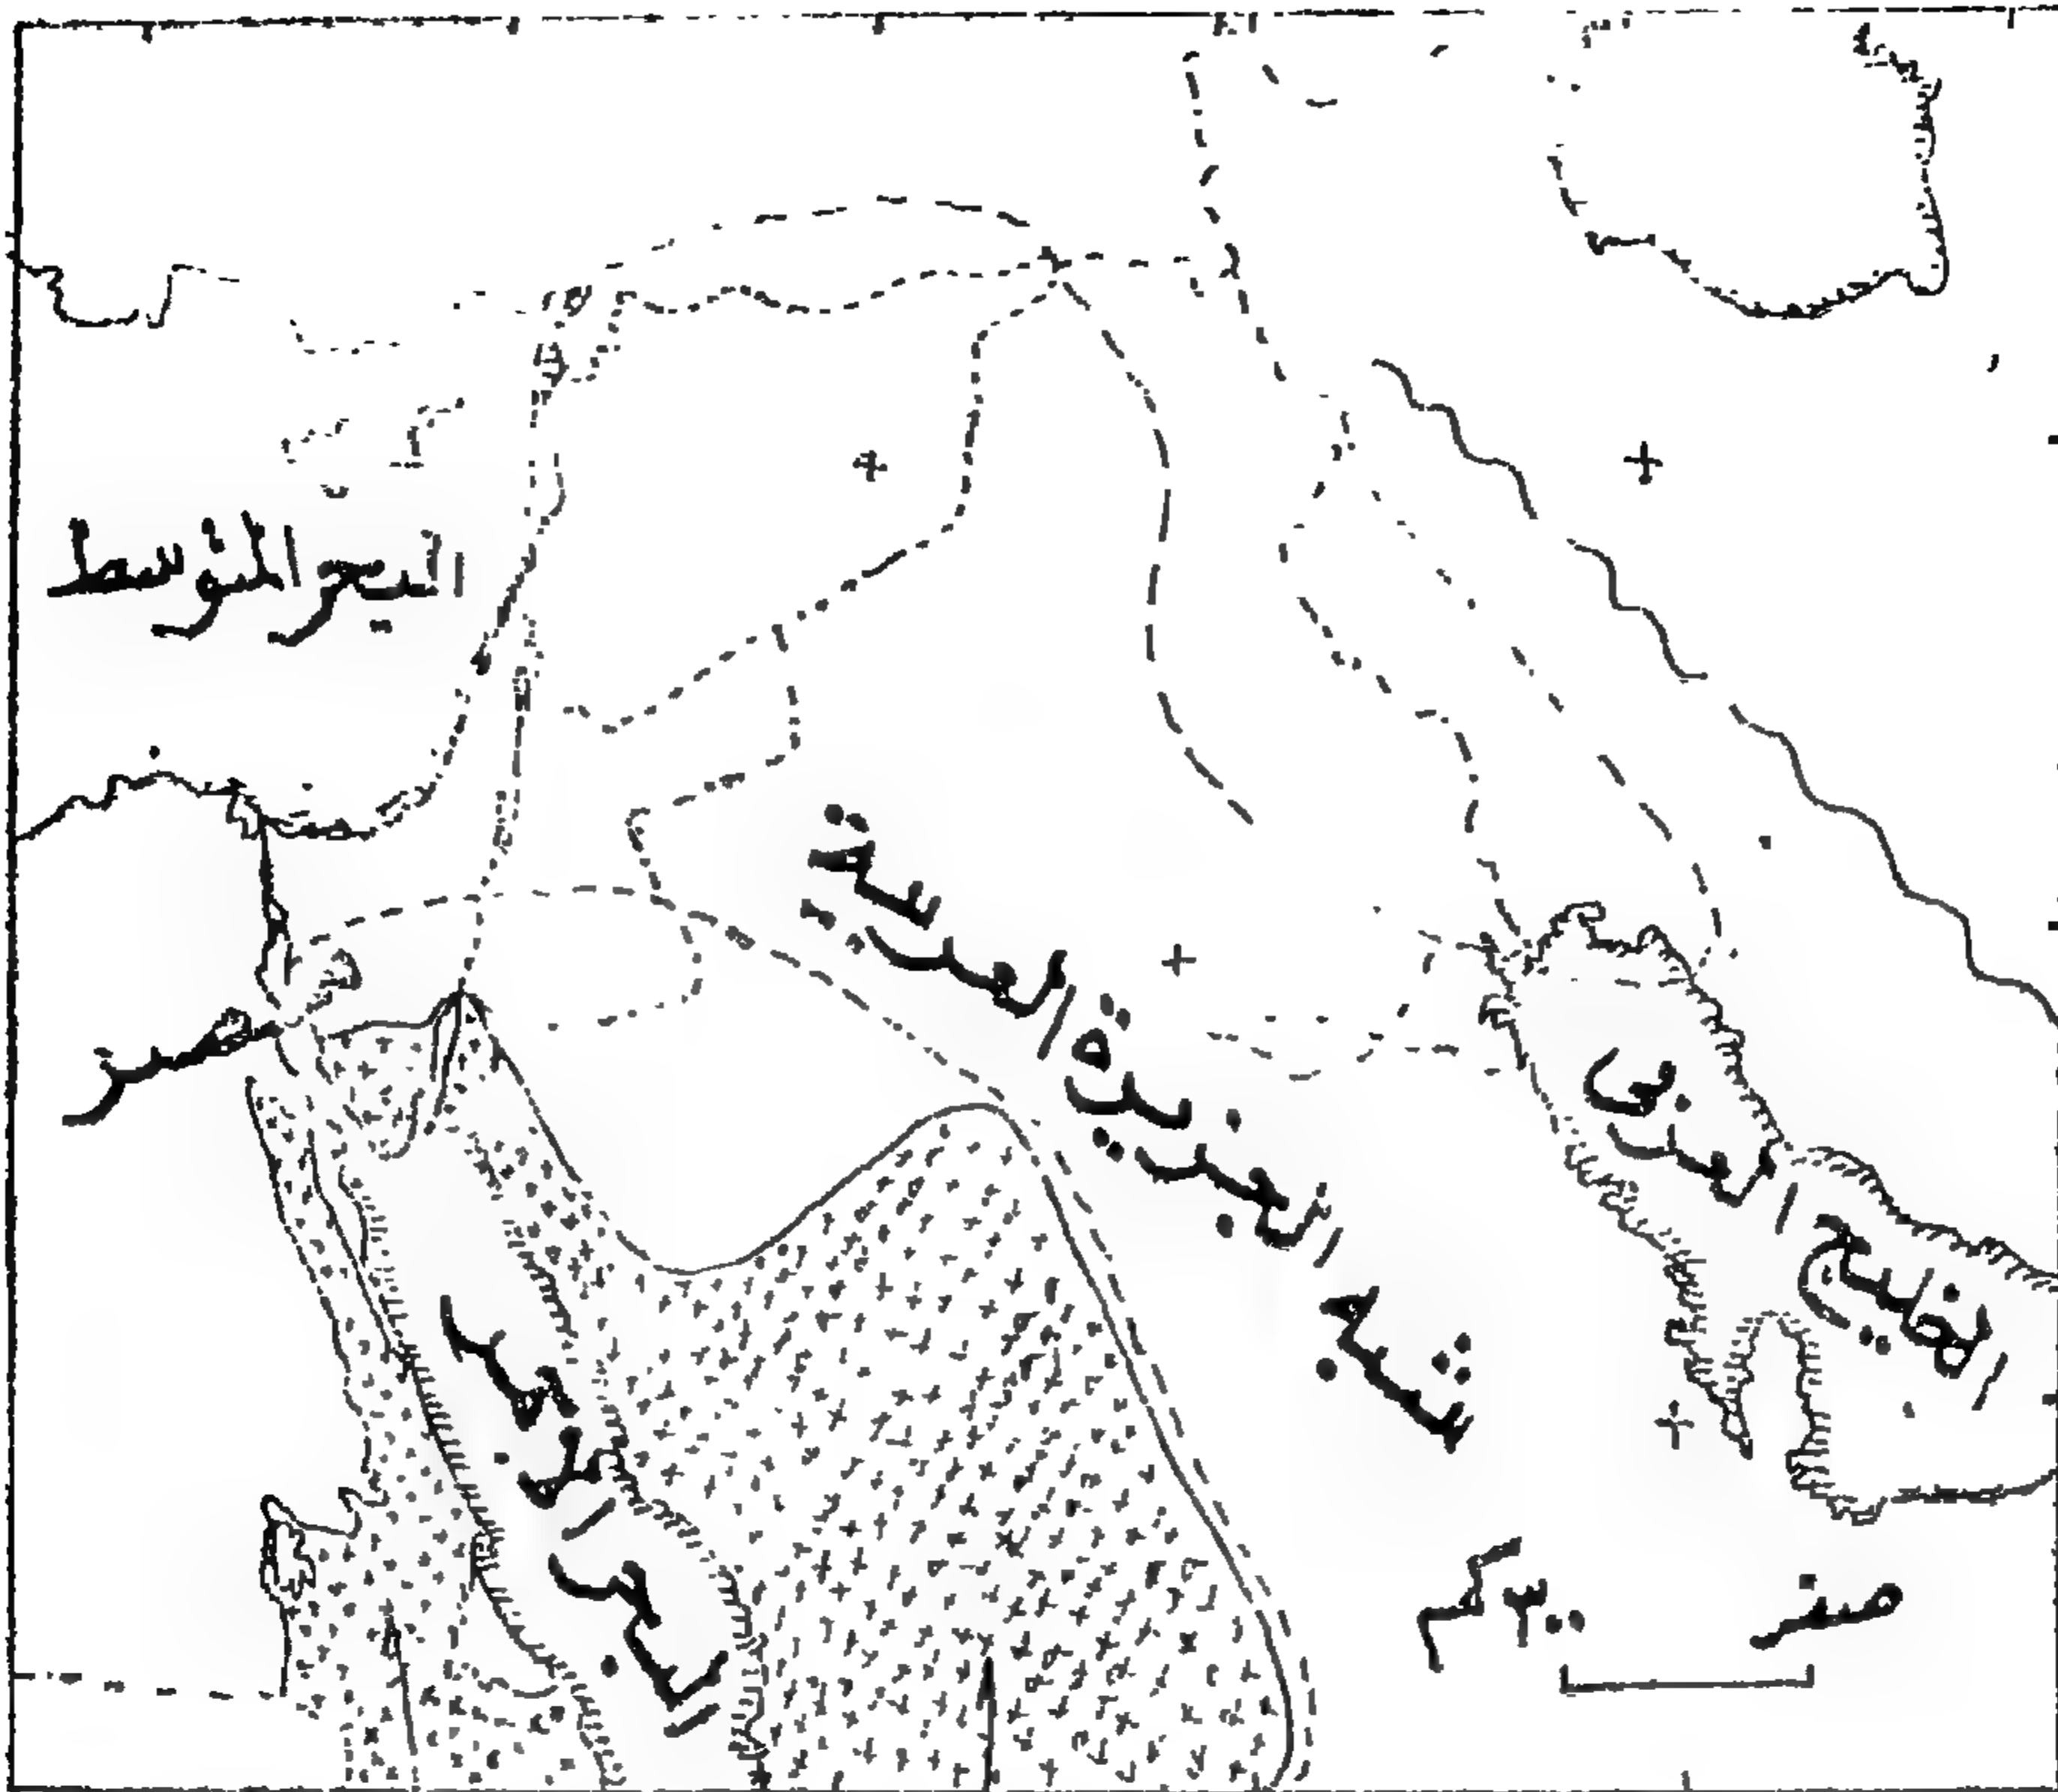 البحر المتوسط
مصر
شبه الجزيرة العربية
الخليج العربي
البحر الأحمر
صفر ٣٠٠ كم